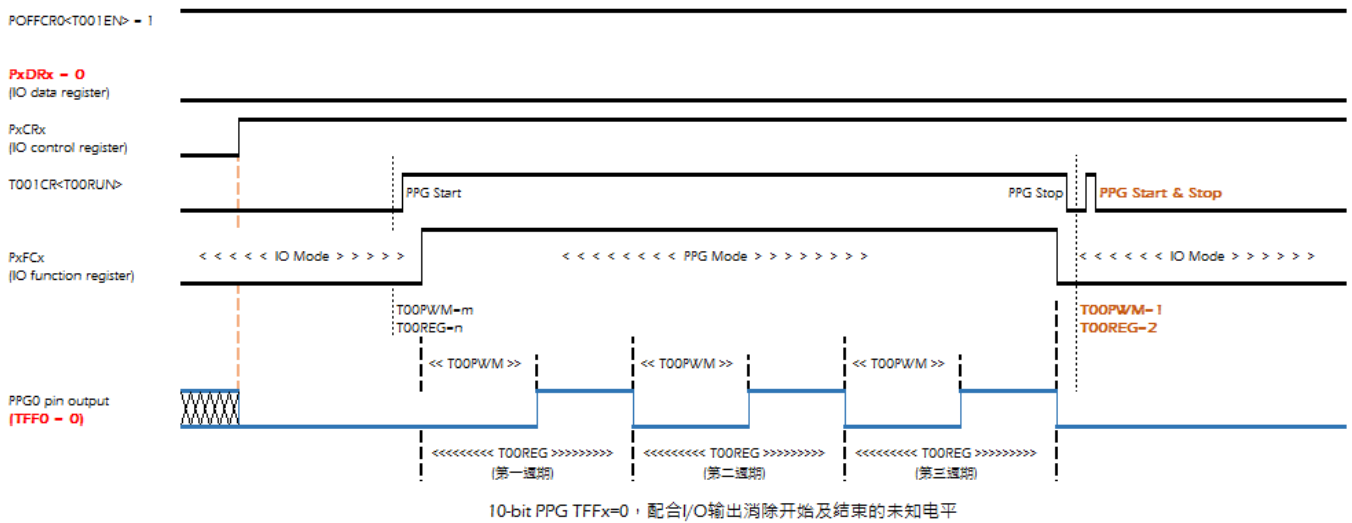 POFFCR0<T001EN> = 1
PxDRx = 0
(IO data register)
PxCRx
(IO control register)
T001CR<T00RUN>
PPG Start
PPG Stop
PPG Start & Stop
PxFCx
(IO function register)
< < < < < IO Mode > > > > >
< < < < < < < < PPG Mode > > > > > > > >
< < < < < < IO Mode > > > > > >
T00PWM=m
T00REG=n
T00PWM=1
T00REG=2
<< T00PWM >>
<< T00PWM >>
<< T00PWM >>
PPG0 pin output
(TFF0 = 0)
<<<<<<<<< T00REG >>>>>>>>>
(第一週期)
<<<<<<<<< T00REG >>>>>>>>>
(第二週期)
<<<<<<<<< T00REG >>>>>>>>>
(第三週期)
10-bit PPG TFFx=0，配合I/O输出消除开始及结束的未知电平